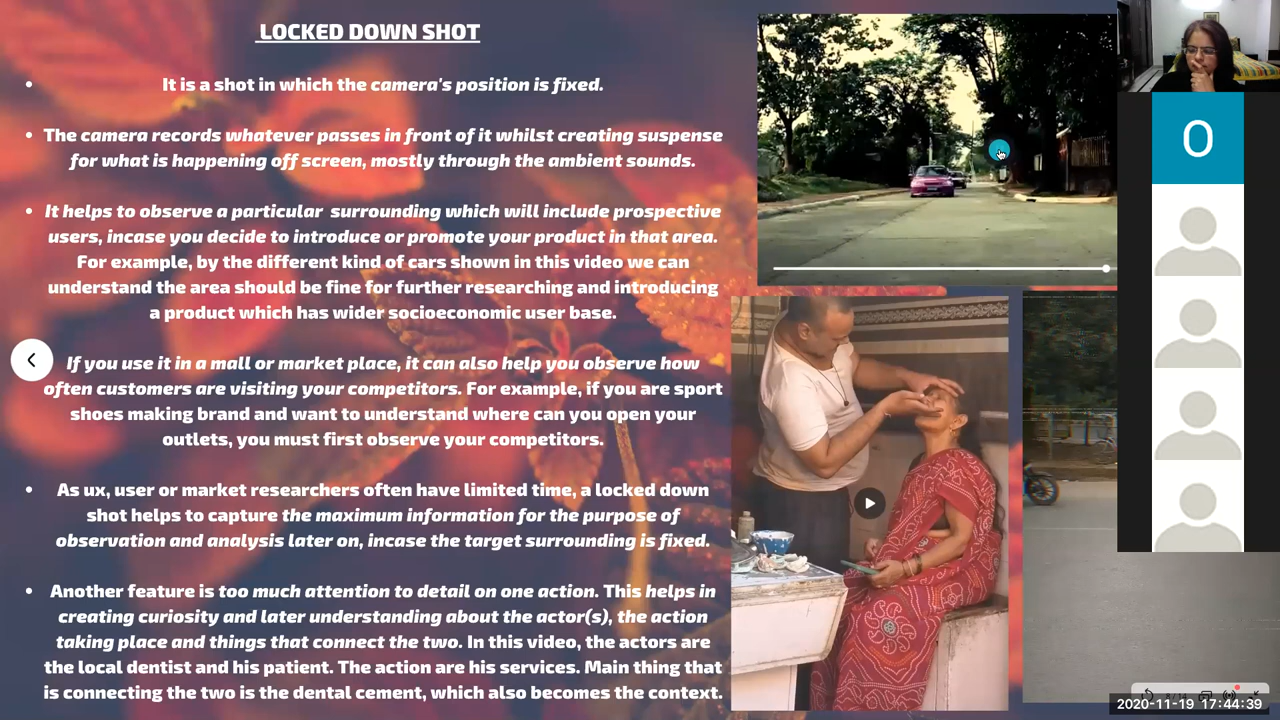 LOCKED DOWN SHOT
• It is a shot in which the camera's position is fixed.
• The camera records whatever passes in front of it whilst creating suspense
for what is happening off screen, mostly through the ambient sounds.
• It helps to observe a particular surrounding which will include prospective
users, incase you decide to introduce or promote your product in that area.
For example, by the different kind of cars shown in this video we can
understand the area should be fine for further researching and introducing
a product which has wider socioeconomic user base.
If you use it in a mall or market place, it can also help you observe how
often customers are visiting your competitors. For example, if you are sport
shoes making brand and want to understand where can you open your
outlets, you must first observe your competitors.
• As ux, user or market researchers often have limited time, a locked down
shot helps to capture the maximum information for the purpose of
observation and analysis later on, incase the target surrounding is fixed.
• Another feature is too much attention to detail on one action. This helps in
creating curiosity and later understanding about the actor(s), the action
taking place and things that connect the two. In this video, the actors are
the local dentist and his patient. The action are his services. Main thing that
is connecting the two is the dental cement, which also becomes the context.
O
2020-11-19 17:44:39